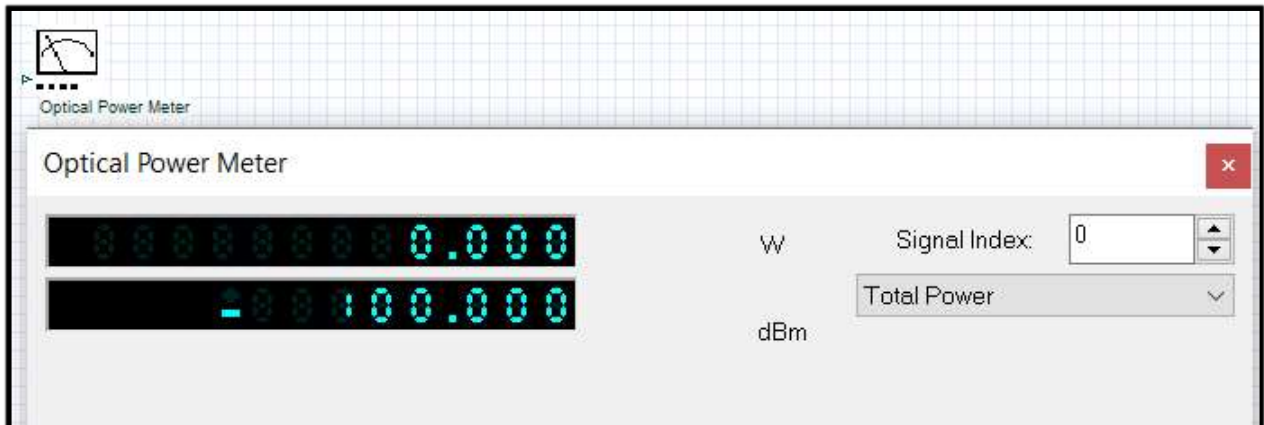 Optical Power Meter
Optical Power Meter
0.000 W Signal Index: 0
Total Power
-100.000 dBm